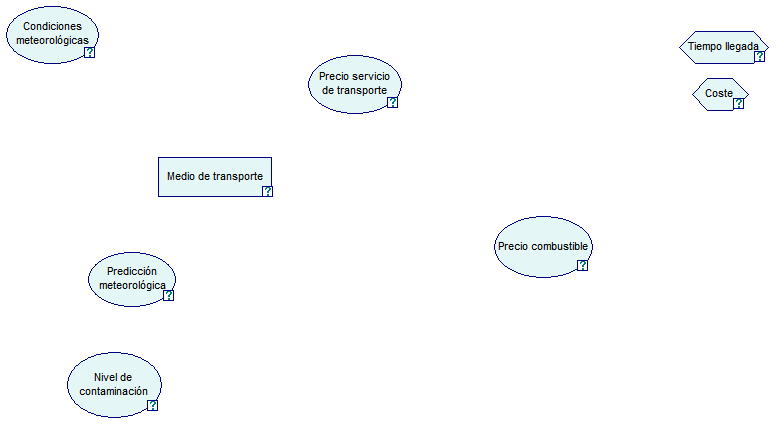 Condiciones
meteorológicas
?
Precio servicio
de transporte
?
Tiempo llegada
?
Coste
?
Medio de transporte
?
Precio combustible
?
Predicción
meteorológica
?
Nivel de
contaminación
?